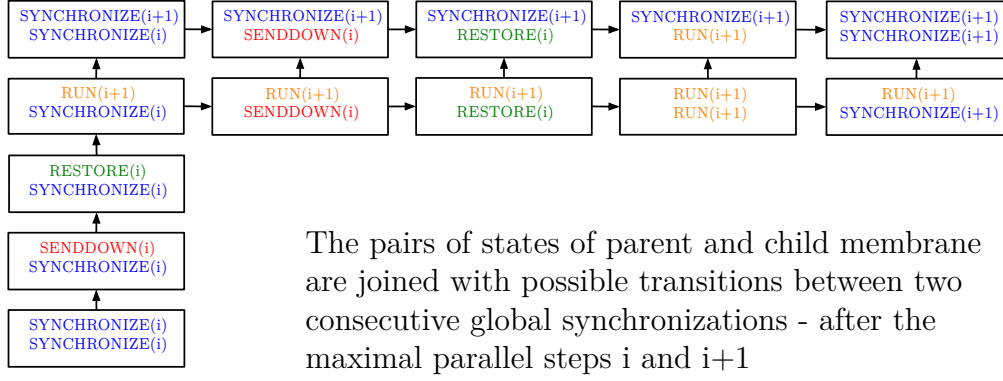 SYNCHRONIZE(i+1)
SYNCHRONIZE(i)
SYNCHRONIZE(i+1)
SENDDOWN(i)
SYNCHRONIZE(i+1)
RESTORE(i)
SYNCHRONIZE(i+1)
RUN(i+1)
SYNCHRONIZE(i+1)
SYNCHRONIZE(i+1)
RUN(i+1)
SYNCHRONIZE(i)
RUN(i+1)
SENDDOWN(i)
RUN(i+1)
RESTORE(i)
RUN(i+1)
RUN(i+1)
RUN(i+1)
SYNCHRONIZE(i+1)
RESTORE(i)
SYNCHRONIZE(i)
SENDDOWN(i)
SYNCHRONIZE(i)
SYNCHRONIZE(i)
SYNCHRONIZE(i)
The pairs of states of parent and child membrane
are joined with possible transitions between two
consecutive global synchronizations - after the
maximal parallel steps i and i+1